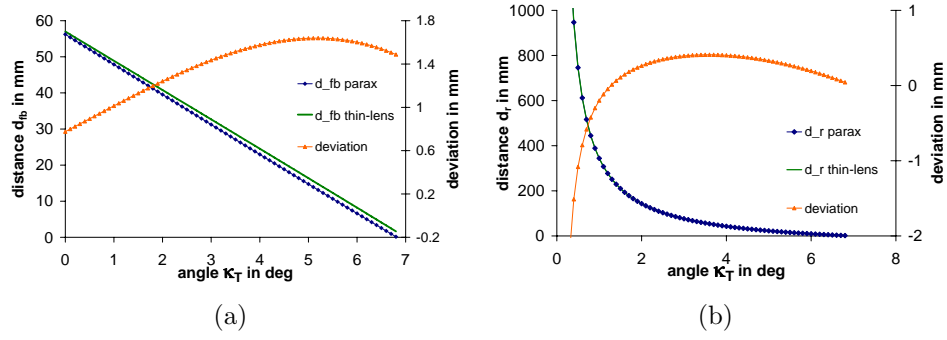 60
50
40
30
20
10
0
distance d_fb in mm
1.8
1.4
1
0.6
0.2
-0.2
deviation in mm
d_fb parax
d_fb thin-lens
deviation
0 1 2 3 4 5 6 7
angle κ_T in deg
(a)
1000
800
600
400
200
0
distance d_r in mm
1
0
-1
-2
deviation in mm
d_r parax
d_r thin-lens
deviation
0 2 4 6 8
angle κ_T in deg
(b)